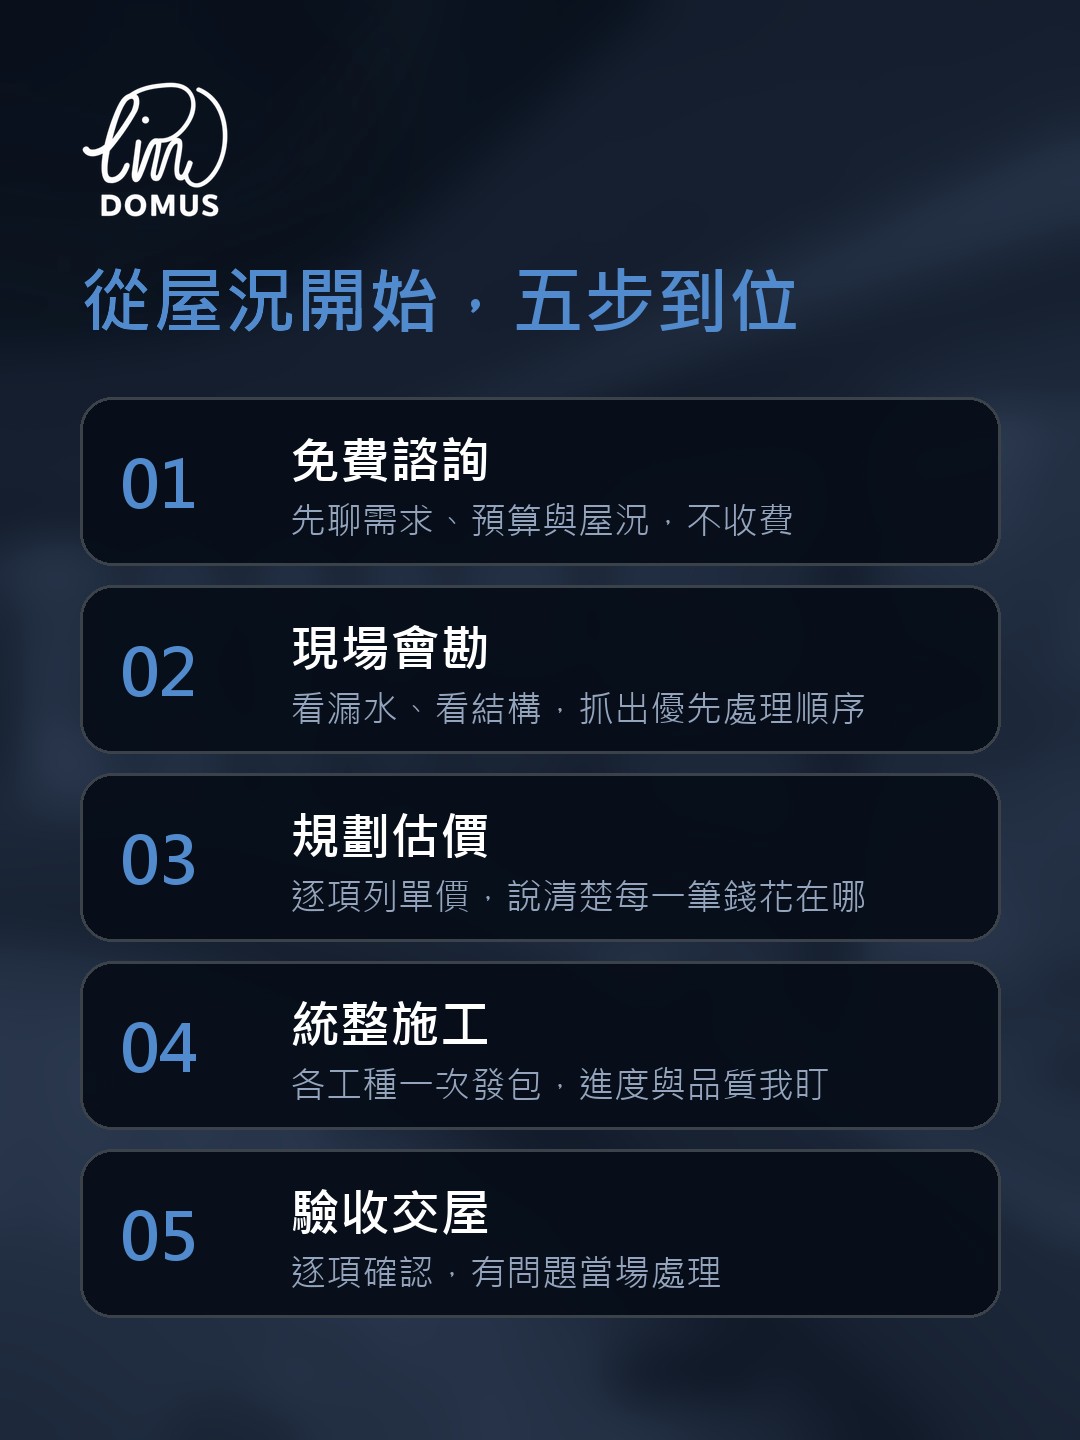 lim
DOMUS
從屋況開始，五步到位
01
免費諮詢
先聊需求、預算與屋況，不收費
02
現場會勘
看漏水、看結構，抓出優先處理順序
03
規劃估價
逐項列單價，說清楚每一筆錢花在哪
04
統整施工
各工種一次發包，進度與品質我盯
05
驗收交屋
逐項確認，有問題當場處理